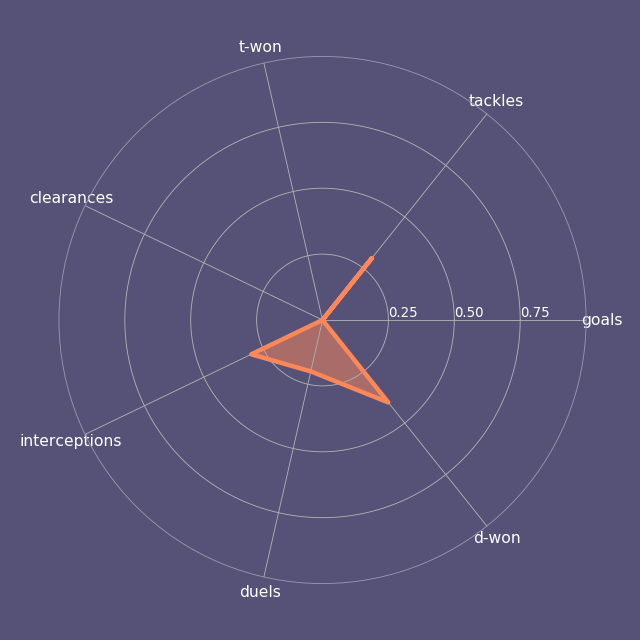 t-won
tackles
clearances
0.25 0.50 0.75
goals
interceptions
d-won
duels